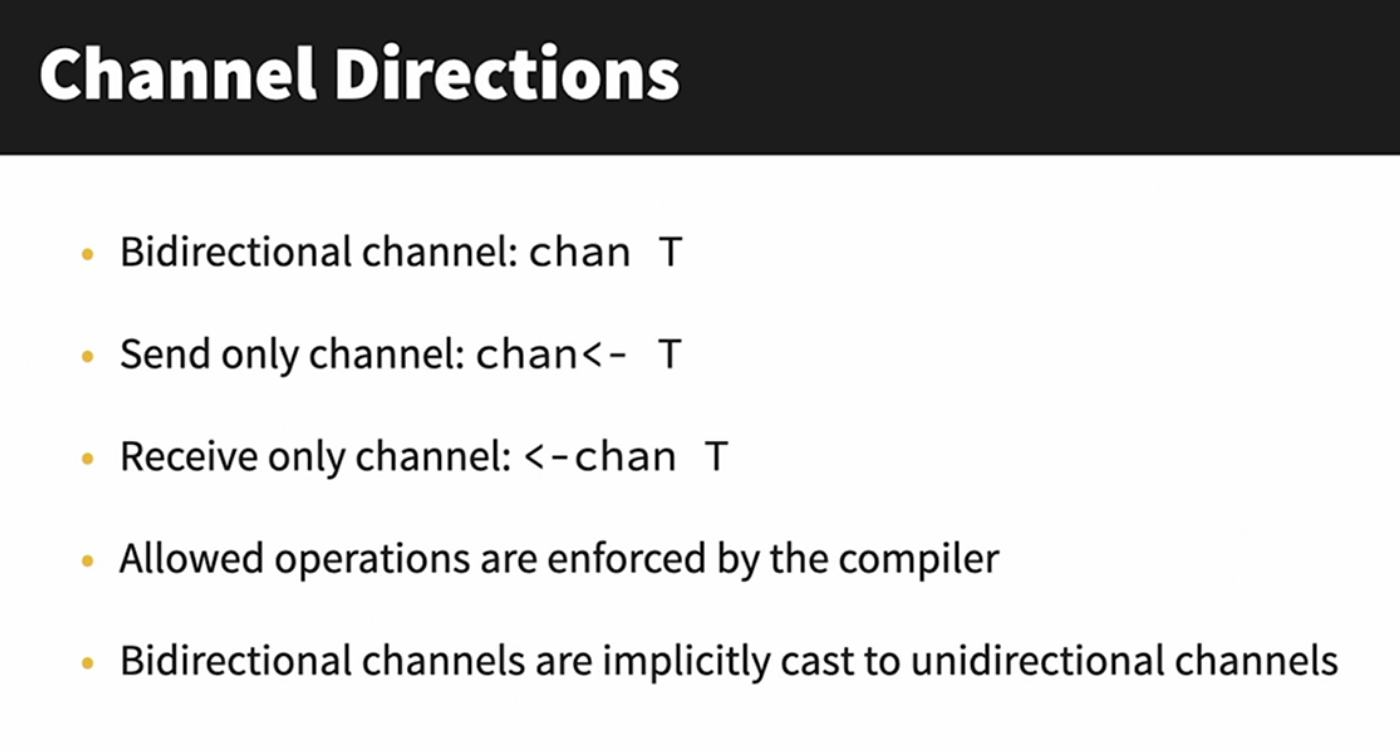 Channel Directions
• Bidirectional channel: chan T
• Send only channel: chan<- T
• Receive only channel: <-chan T
• Allowed operations are enforced by the compiler
• Bidirectional channels are implicitly cast to unidirectional channels